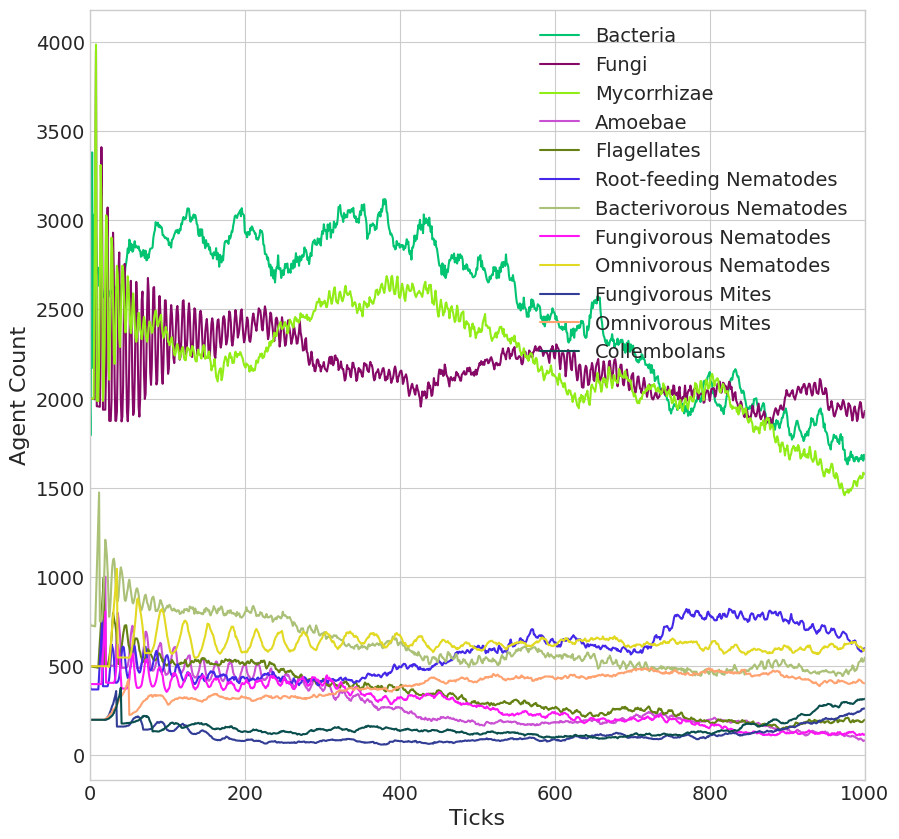 4000
3500
3000
2500
2000
1500
1000
500
0
Agent Count
Bacteria
Fungi
Mycorrhizae
Amoebae
Flagellates
Root-feeding Nematodes
Bacterivorous Nematodes
Fungivorous Nematodes
Omnivorous Nematodes
Fungivorous Mites
Omnivorous Mites
Collembolans
0 200 400 600 800 1000
Ticks